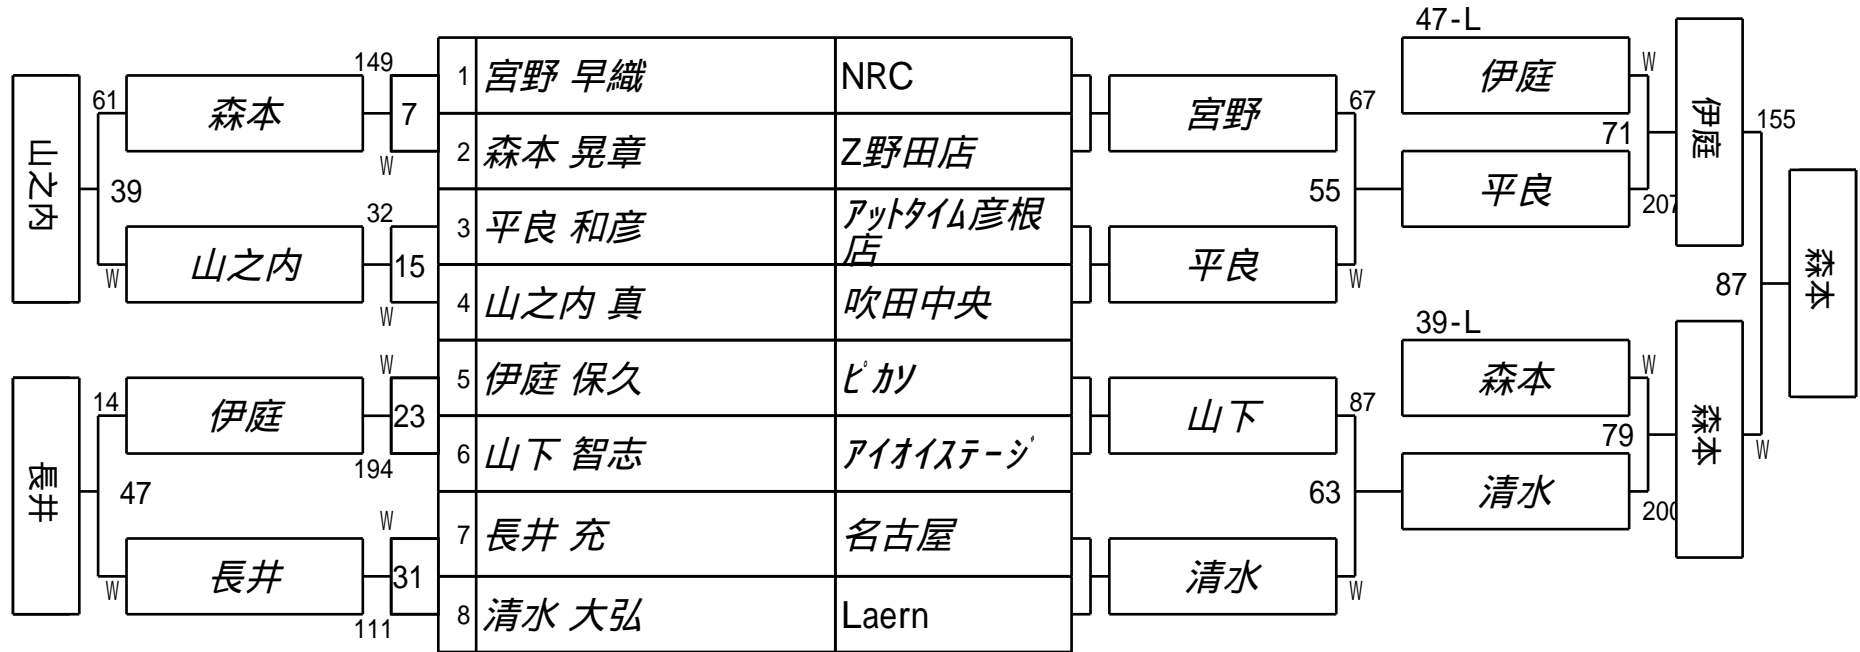 47-L
149
1 宮野 早織 NRC
伊庭
W
61
森本
7
宮野
67
伊庭
155
71
2 森本 晃章 Z野田店
W
山之内
39
55
平良
207
森本
32
3 平良 和彦 アットタイム彦根
店
W
山之内
15
平良
W
87
4 山之内 真 吹田中央
W
39-L
W
5 伊庭 保久 ピカソ
森本
W
14
伊庭
23
山下
87
森本
W
79
194
6 山下 智志 アイオイステージ
長井
47
63
清水
200
W
7 長井 充 名古屋
W
長井
31
清水
W
111
8 清水 大弘 Laern